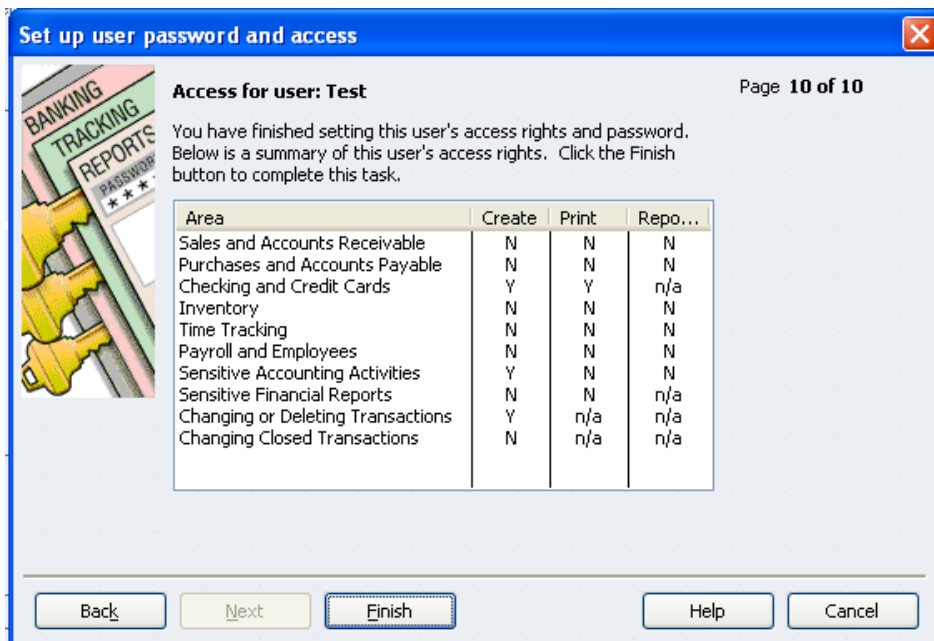 Set up user password and access
BANKING
TRACKING
REPORTS
PASSWOR
* * * *
Access for user: Test
Page 10 of 10
You have finished setting this user's access rights and password.
Below is a summary of this user's access rights. Click the Finish
button to complete this task.
Area Create Print Repo...
Sales and Accounts Receivable N N N
Purchases and Accounts Payable N N N
Checking and Credit Cards Y Y n/a
Inventory N N N
Time Tracking N N N
Payroll and Employees N N N
Sensitive Accounting Activities Y N N
Sensitive Financial Reports N N n/a
Changing or Deleting Transactions Y n/a n/a
Changing Closed Transactions N n/a n/a
Back Next Finish Help Cancel